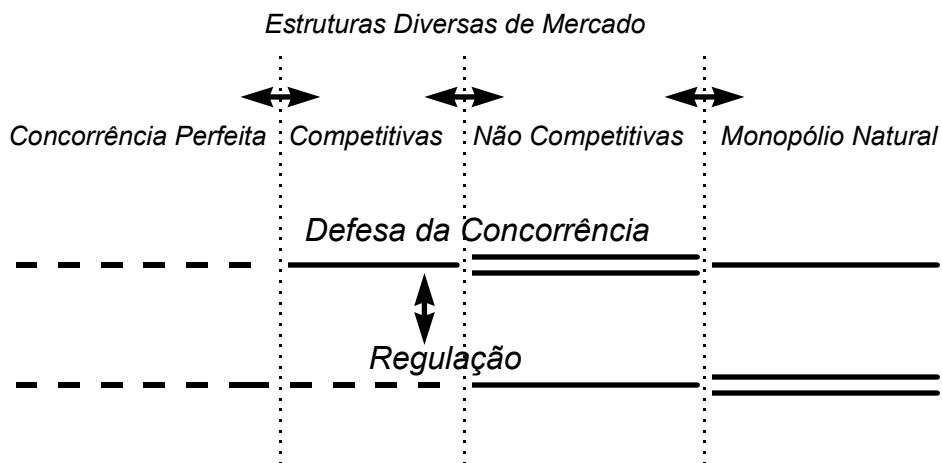 Estruturas Diversas de Mercado
Concorrência Perfeita
Competitivas
Não Competitivas
Monopólio Natural
Defesa da Concorrência
Regulação